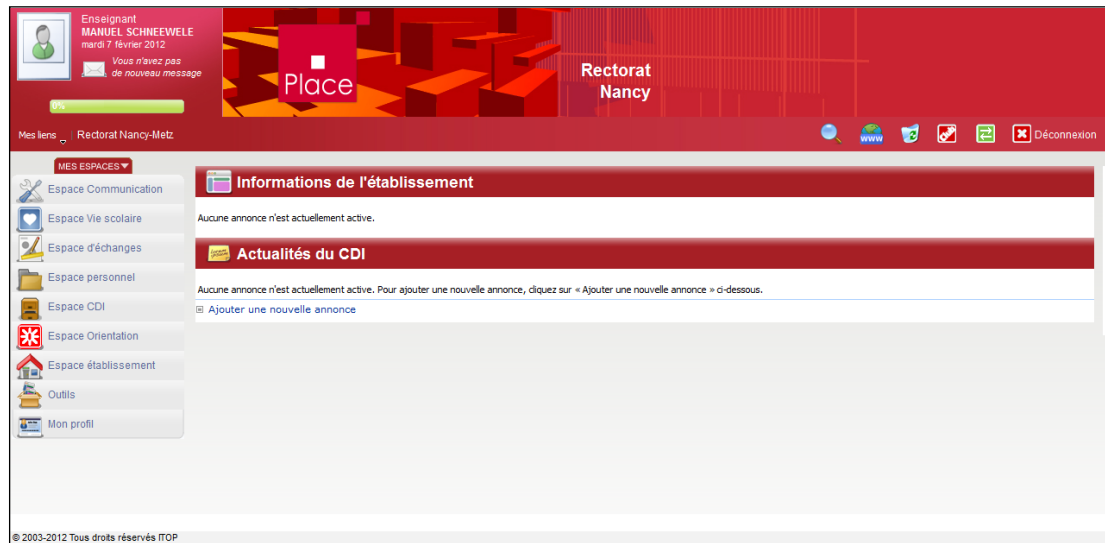 Enseignant
MANUEL SCHNEEWELE
mardi 7 février 2012
Vous n'avez pas
de nouveau message
0%
Place
Rectorat
Nancy
Mes liens | Rectorat Nancy-Metz
www
Déconnexion
MES ESPACES
Espace Communication
Espace Vie scolaire
Espace d'échanges
Espace personnel
Espace CDI
Espace Orientation
Espace établissement
Outils
Mon profil
Informations de l'établissement
Aucune annonce n'est actuellement active.
Actualités du CDI
Aucune annonce n'est actuellement active. Pour ajouter une nouvelle annonce, cliquez sur « Ajouter une nouvelle annonce » ci-dessous.
Ajouter une nouvelle annonce
© 2003-2012 Tous droits réservés ITOP